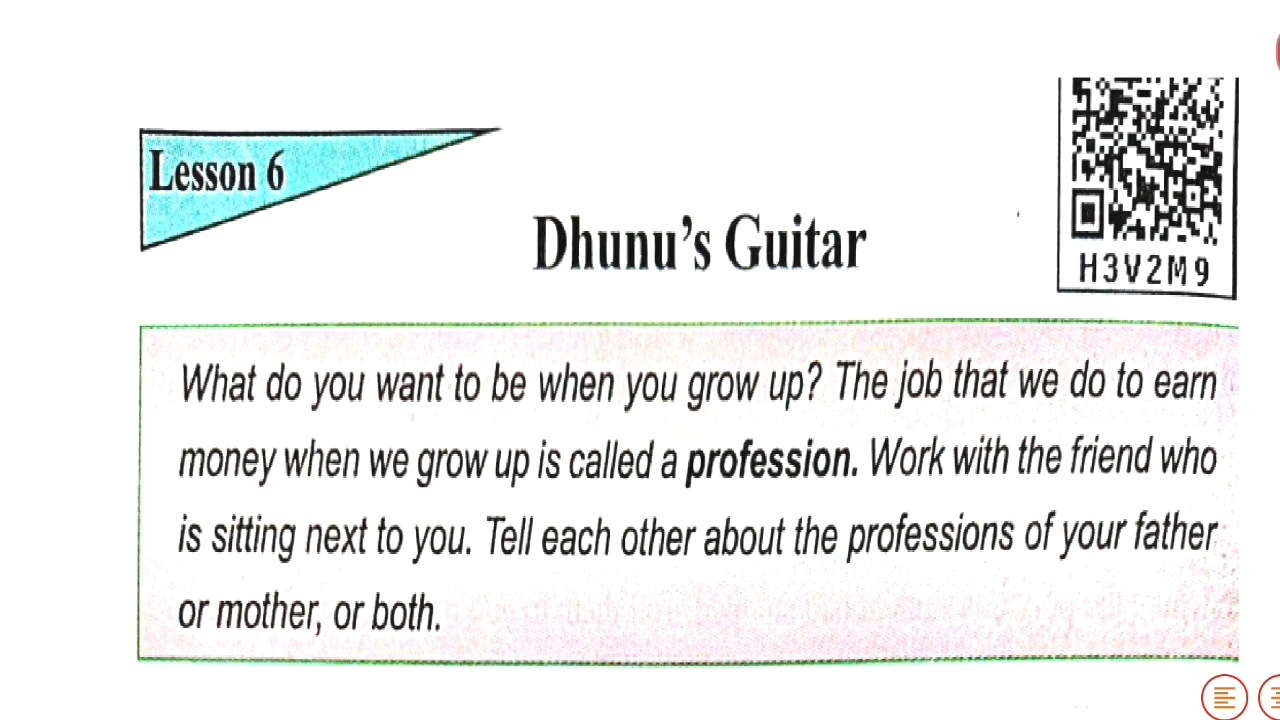 Lesson 6
Dhunu's Guitar
H3V2M9
What do you want to be when you grow up? The job that we do to earn
money when we grow up is called a profession. Work with the friend who
is sitting next to you. Tell each other about the professions of your father
or mother, or both.